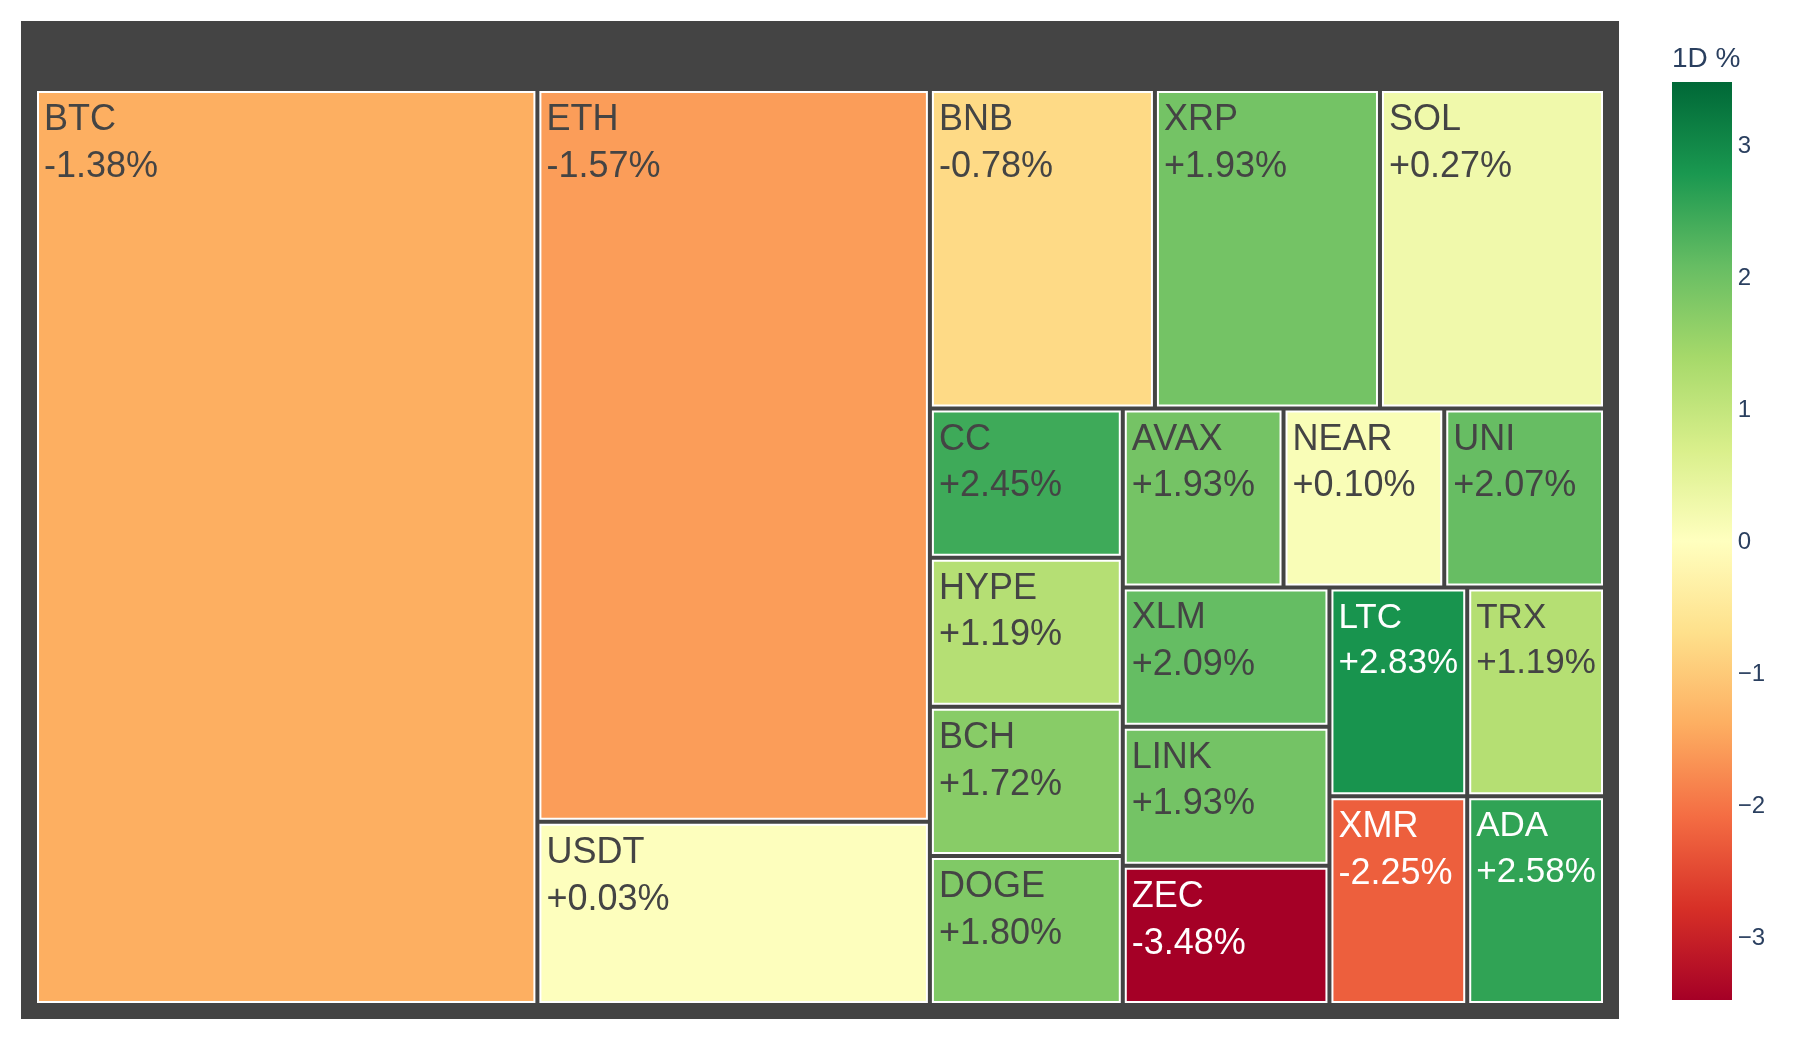 BTC
-1.38%
ETH
-1.57%
USDT
+0.03%
BNB
-0.78%
XRP
+1.93%
SOL
+0.27%
CC
+2.45%
HYPE
+1.19%
BCH
+1.72%
DOGE
+1.80%
AVAX
+1.93%
NEAR
+0.10%
UNI
+2.07%
XLM
+2.09%
LINK
+1.93%
ZEC
-3.48%
LTC
+2.83%
TRX
+1.19%
XMR
-2.25%
ADA
+2.58%
1D %
3
2
1
0
−1
−2
−3